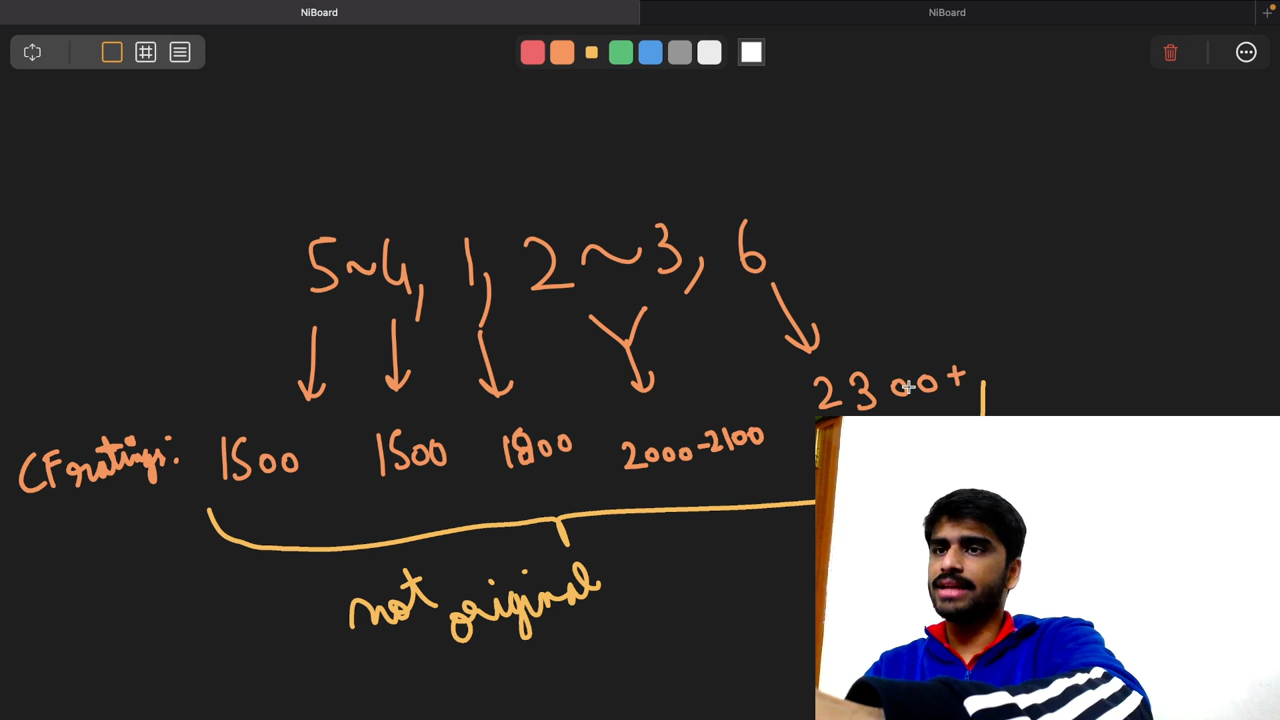 NiBoard NiBoard
5~4, 1, 2~3, 6
2300+
CF ratings: 1500 1500 1800 2000-2100
not original